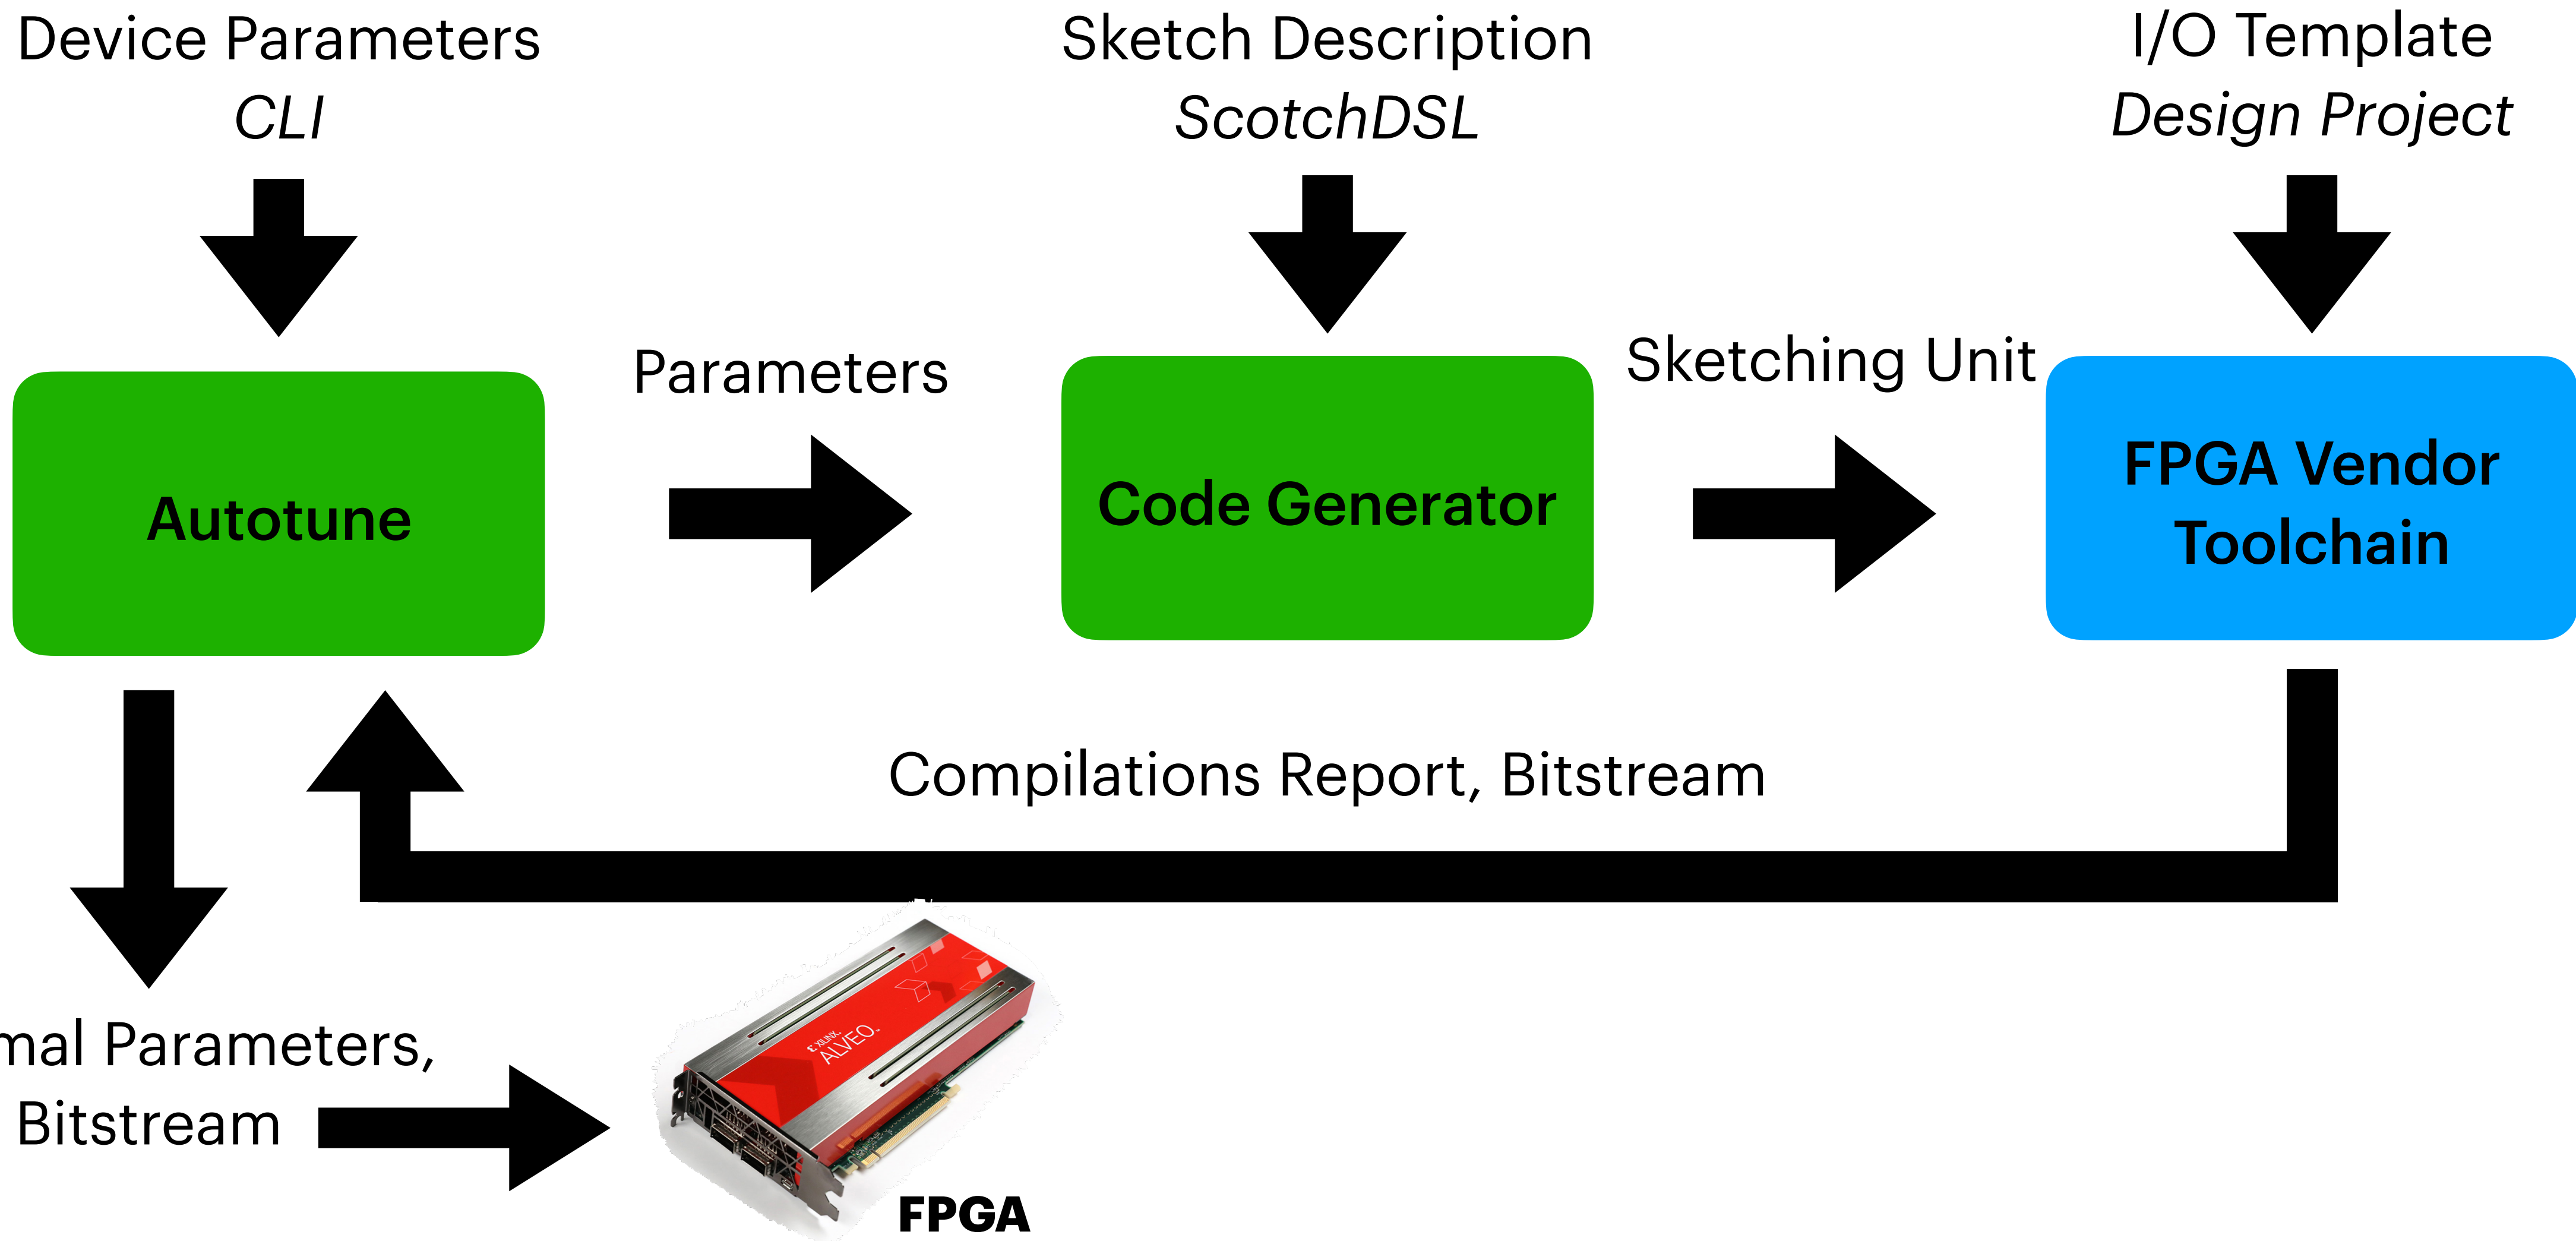 Device Parameters
CLI
Sketch Description
ScotchDSL
I/O Template
Design Project
Parameters
Sketching Unit
Autotune
Code Generator
FPGA Vendor
Toolchain
Compilations Report, Bitstream
Parameters,
Bitstream
XILINX
ALVEO
FPGA